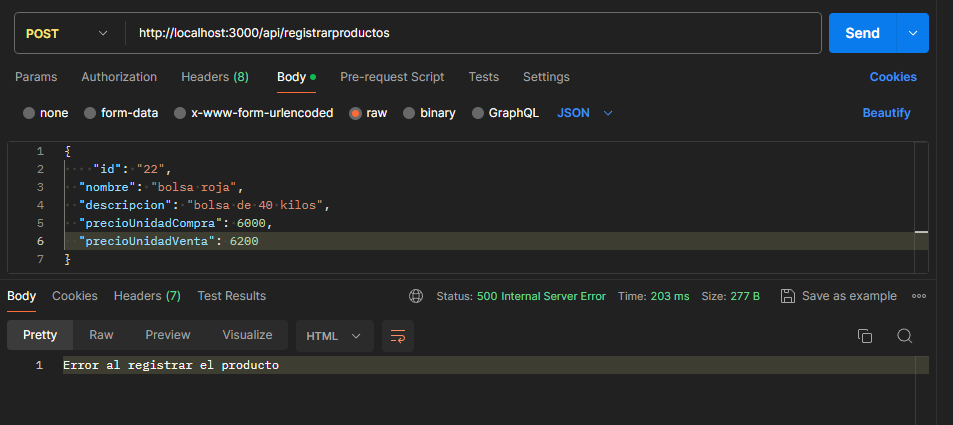 POST http://localhost:3000/api/registrarproductos Send
Params Authorization Headers (8) Body Pre-request Script Tests Settings Cookies
none form-data x-www-form-urlencoded raw binary GraphQL JSON Beautify
1 {
2 "id": "22",
3 "nombre": "bolsa roja",
4 "descripcion": "bolsa de 40 kilos",
5 "precioUnidadCompra": 6000,
6 "precioUnidadVenta": 6200
7 }
Body Cookies Headers (7) Test Results Status: 500 Internal Server Error Time: 203 ms Size: 277 B Save as example
Pretty Raw Preview Visualize HTML
1 Error al registrar el producto